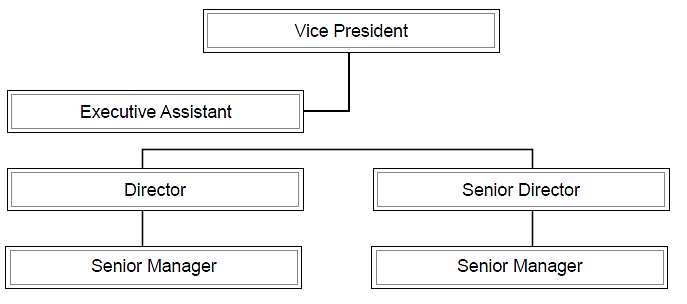 Vice President
Executive Assistant
Director
Senior Director
Senior Manager
Senior Manager